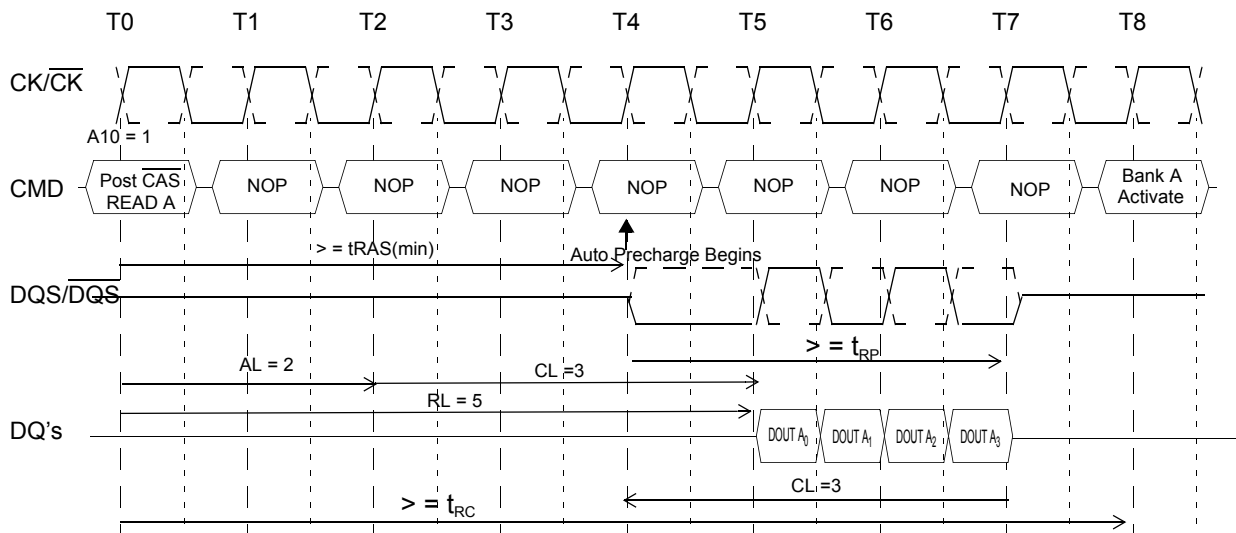 T0 T1 T2 T3 T4 T5 T6 T7 T8
CK/CK
A10 = 1
CMD
Post CAS
READ A
NOP
NOP
NOP
NOP
NOP
NOP
NOP
Bank A
Activate
> = tRAS(min)
Auto Precharge Begins
DQS/DQS
> = tRP
AL = 2
CL =3
RL = 5
DQ's
DOUT A0
DOUT A1
DOUT A2
DOUT A3
CL =3
> = tRC